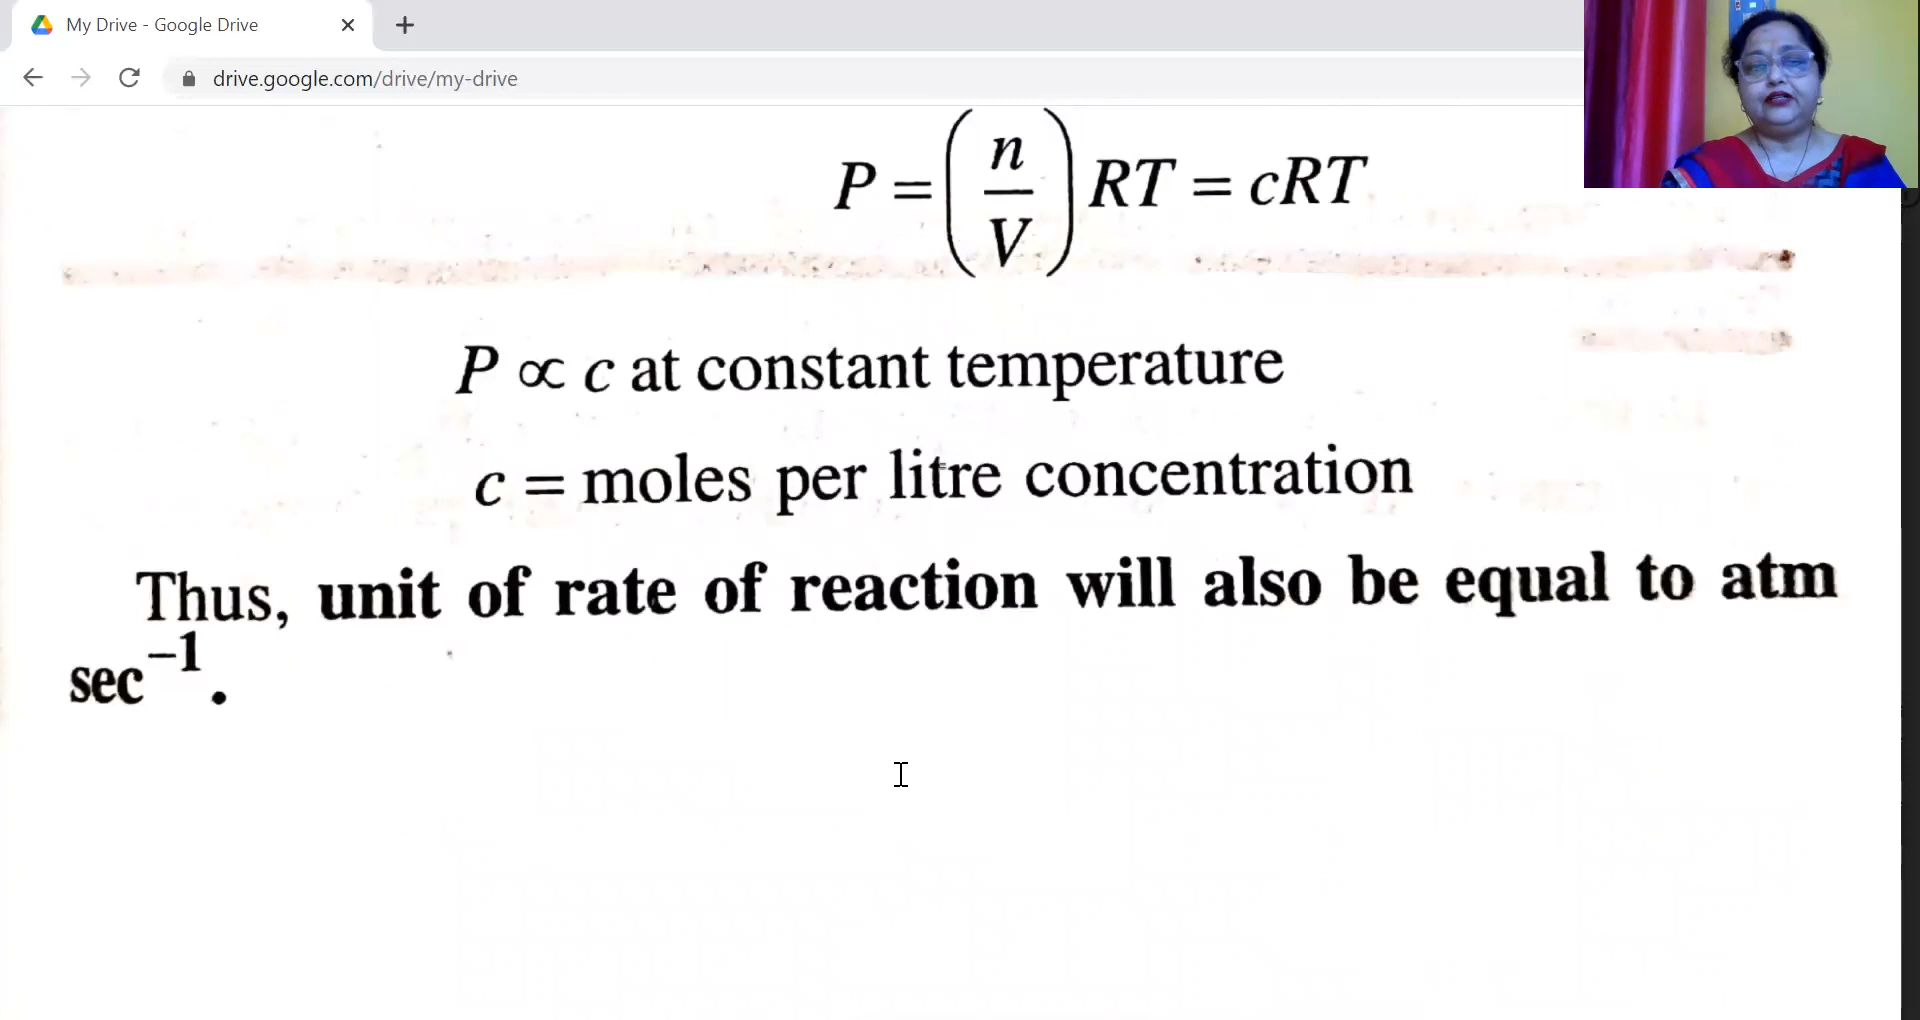 My Drive - Google Drive
drive.google.com/drive/my-drive
P = (n/V) RT = cRT
P ∝ c at constant temperature
c = moles per litre concentration
Thus, unit of rate of reaction will also be equal to atm
sec⁻¹.